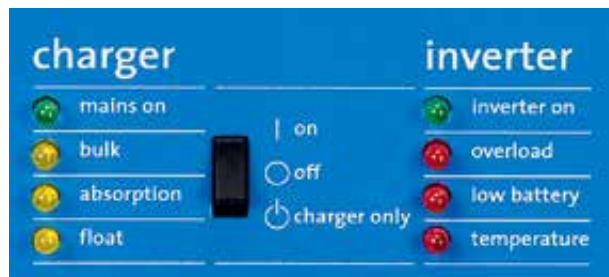 charger
mains on
bulk
absorption
float
on
off
charger only
inverter
inverter on
overload
low battery
temperature